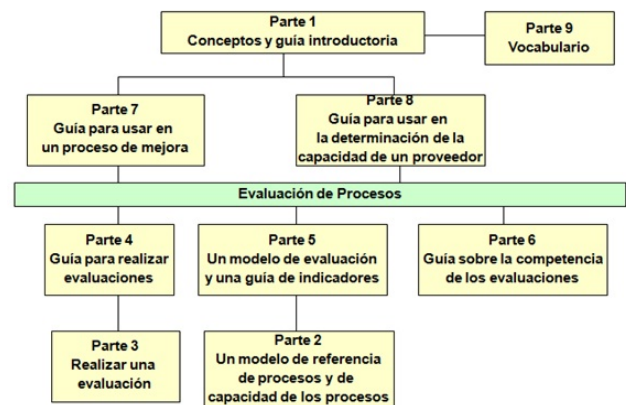 Parte 1
Conceptos y guía introductoria
Parte 9
Vocabulario
Parte 7
Guía para usar en
un proceso de mejora
Parte 8
Guía para usar en
la determinación de la
capacidad de un proveedor
Evaluación de Procesos
Parte 4
Guía para realizar
evaluaciones
Parte 5
Un modelo de evaluación
y una guía de indicadores
Parte 6
Guía sobre la competencia
de los evaluaciones
Parte 3
Realizar una
evaluación
Parte 2
Un modelo de referencia
de procesos y de
capacidad de los procesos